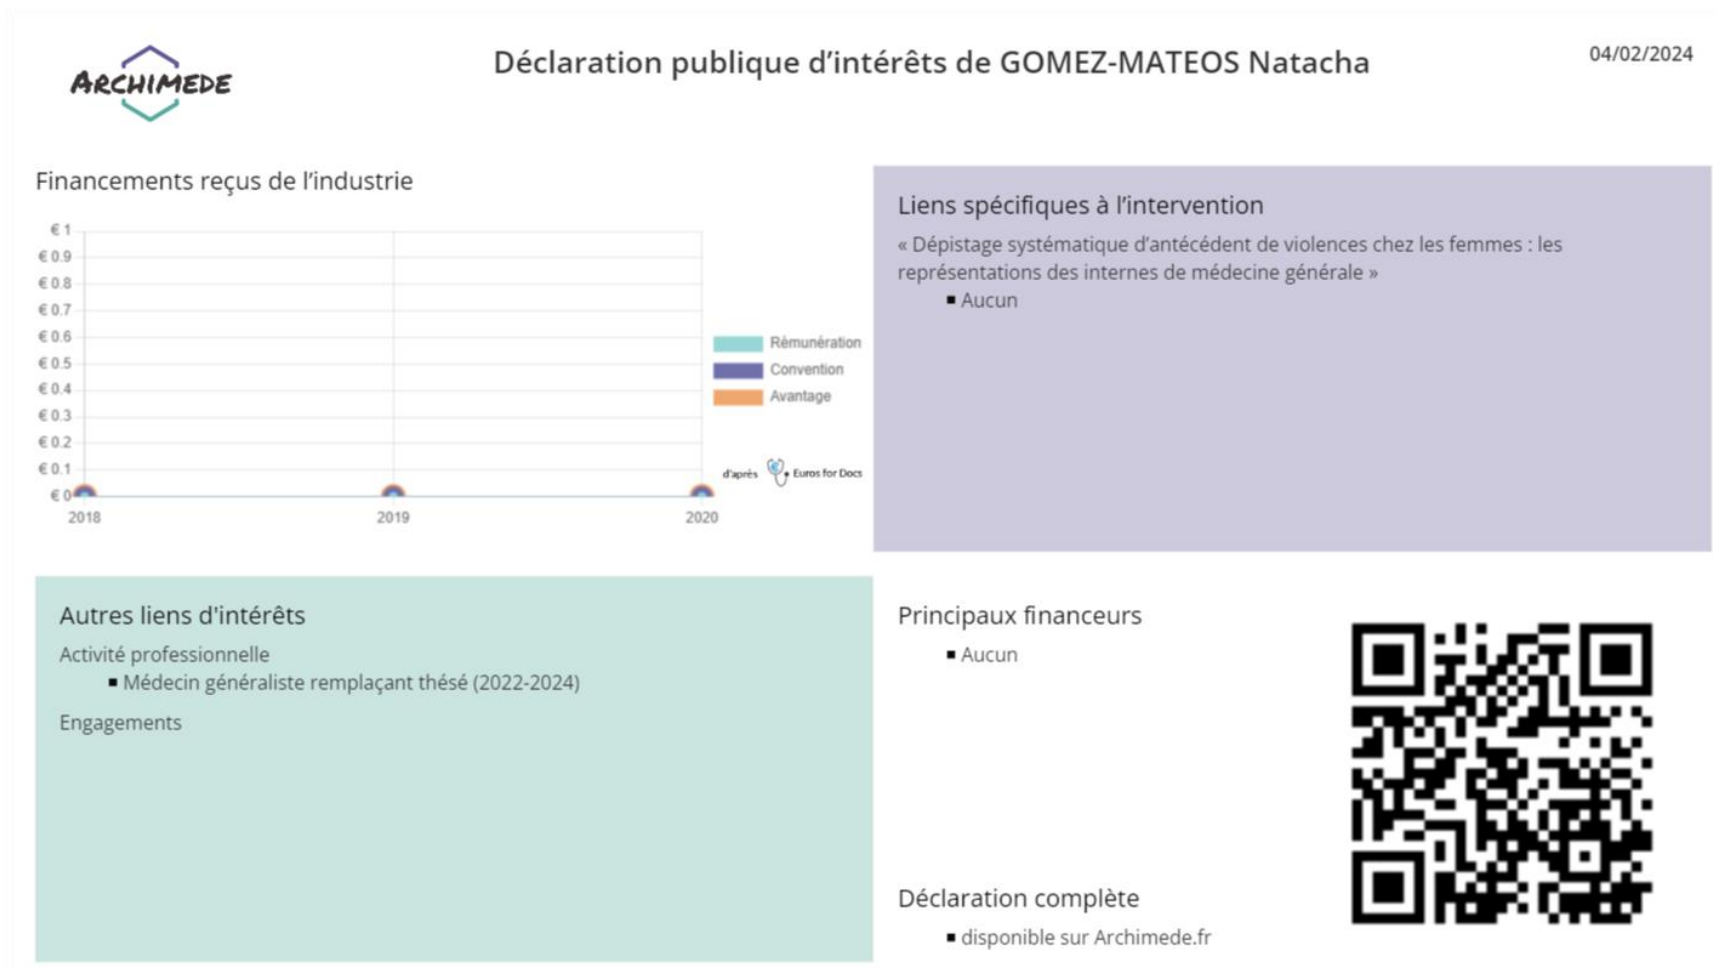 ARCHIMEDE
Déclaration publique d’intérêts de GOMEZ-MATEOS Natacha
04/02/2024
Financements reçus de l’industrie
€ 1
€ 0.9
€ 0.8
€ 0.7
€ 0.6
€ 0.5
€ 0.4
€ 0.3
€ 0.2
€ 0.1
€ 0
2018
2019
2020
Rémunération
Convention
Avantage
d'après Euros for Docs
Liens spécifiques à l’intervention
« Dépistage systématique d’antécédent de violences chez les femmes : les
représentations des internes de médecine générale »
Aucun
Autres liens d'intérêts
Activité professionnelle
Médecin généraliste remplaçant thésé (2022-2024)
Engagements
Principaux financeurs
Aucun
Déclaration complète
disponible sur Archimede.fr